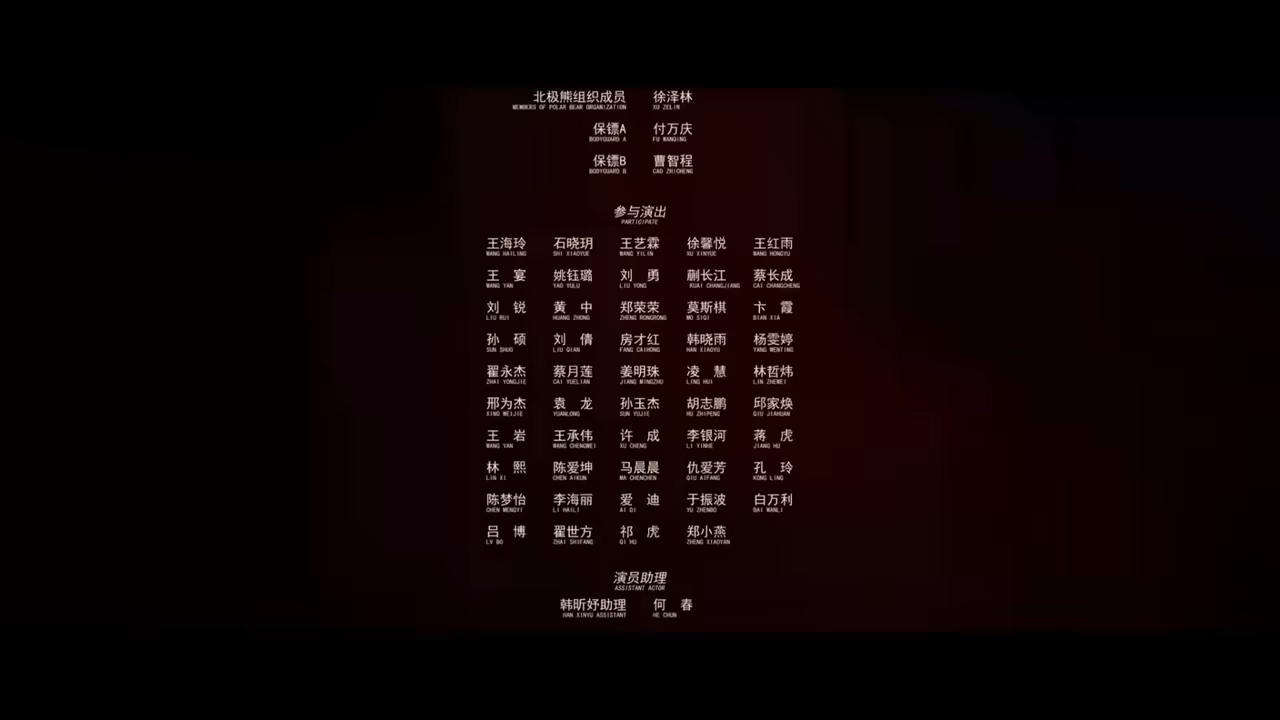 北极熊组织成员 徐泽林
MEMBERS OF POLAR BEAR ORGANIZATION XU ZELIN
保镖A 付万庆
BODYGUARD A FU WANQING
保镖B 曹智程
BODYGUARD B CAO ZHICHENG
参与演出
PARTICIPATE
王海玲 石晓玥 王艺霖 徐馨悦 王红雨
WANG HAILING SHI XIAOYUE WANG YILIN XU XINYUE WANG HONGYU
王 宴 姚钰璐 刘 勇 蒯长江 蔡长成
WANG YAN YAO YULU LIU YONG KUAI CHANGJIANG CAI CHANGCHENG
刘 锐 黄 中 郑荣荣 莫斯棋 卞 霞
LIU RUI HUANG ZHONG ZHENG RONGRONG MO SIQI BIAN XIA
孙 硕 刘 倩 房才红 韩晓雨 杨雯婷
SUN SHUO LIU QIAN FANG CAIHONG HAN XIAOYU YANG WENTING
翟永杰 蔡月莲 姜明珠 凌 慧 林哲炜
ZHAI YONGJIE CAI YUELIAN JIANG MINGZHU LING HUI LIN ZHEWEI
邢为杰 袁 龙 孙玉杰 胡志鹏 邱家焕
XING WEIJIE YUANLONG SUN YUJIE HU ZHIPENG QIU JIAHUAN
王 岩 王承伟 许 成 李银河 蒋 虎
WANG YAN WANG CHENGWEI XU CHENG LI YINHE JIANG HU
林 熙 陈爱坤 马晨晨 仇爱芳 孔 玲
LIN XI CHEN AIKUN MA CHENCHEN QIU AIFANG KONG LING
陈梦怡 李海丽 爱 迪 于振波 白万利
CHEN MENGYI LI HAILI AI DI YU ZHENBO BAI WANLI
吕 博 翟世方 祁 虎 郑小燕
LV BO ZHAI SHIFANG QI HU ZHENG XIAOYAN
演员助理
ASSISTANT ACTOR
韩昕妤助理 何 春
HAN XINYU ASSISTANT HE CHUN